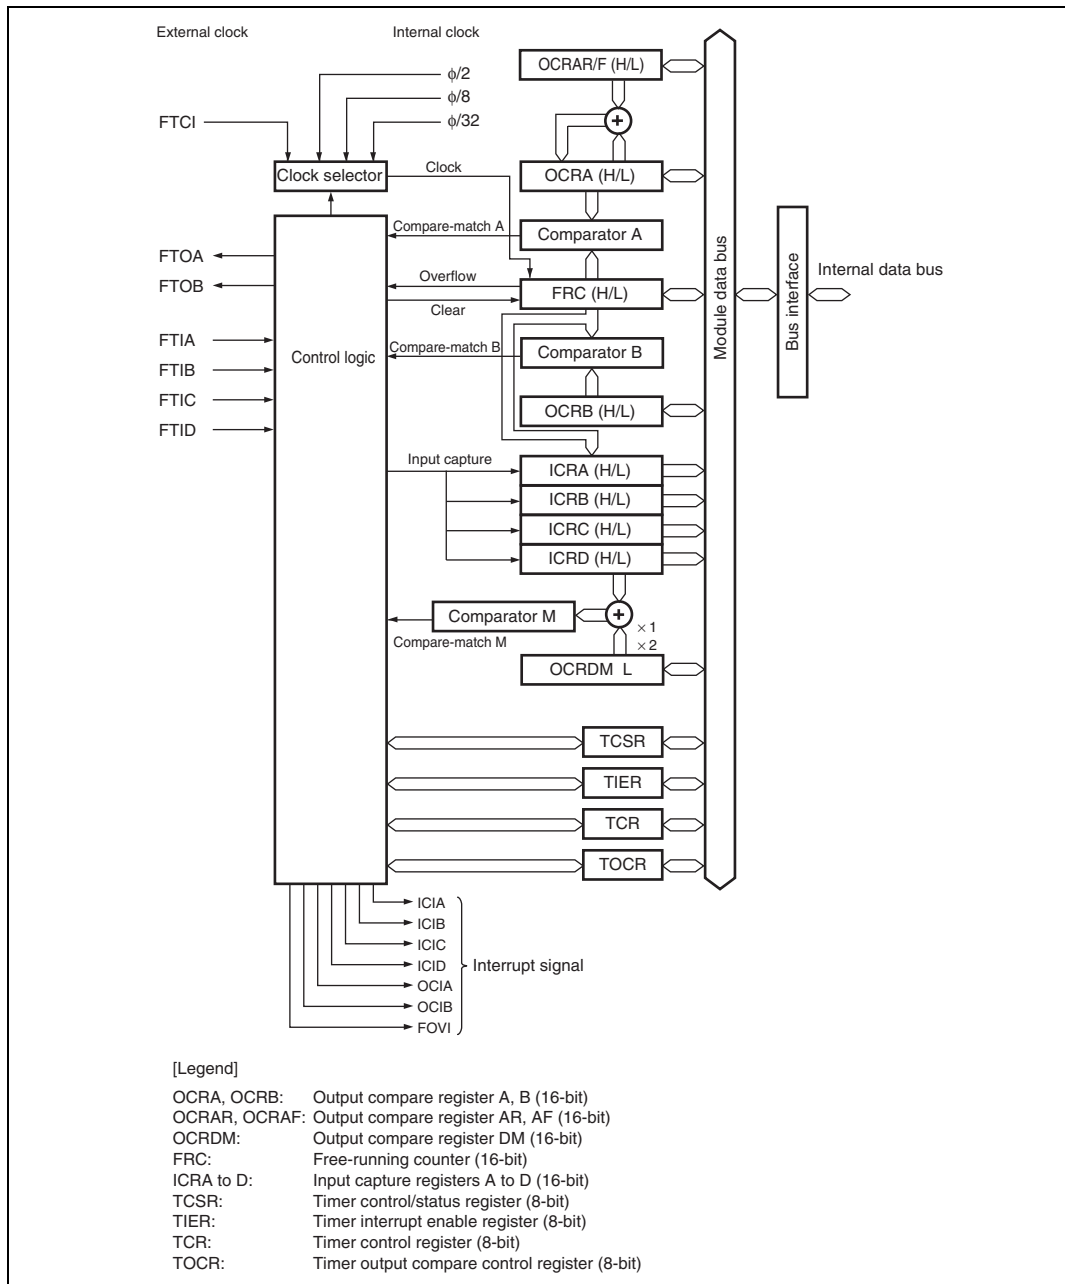 External clock
Internal clock
OCRAR/F (H/L)
ϕ/2
ϕ/8
FTCI
ϕ/32
+
Clock selector
Clock
OCRA (H/L)
Compare-match A
Comparator A
FTOA
Overflow
FTOB
FRC (H/L)
Clear
Module data bus
Bus interface
Internal data bus
FTIA
Control logic
Compare-match B
Comparator B
FTIB
FTIC
OCRB (H/L)
FTID
Input capture
ICRA (H/L)
ICRB (H/L)
ICRC (H/L)
ICRD (H/L)
Comparator M
+
×1
×2
Compare-match M
OCRDM L
TCSR
TIER
TCR
TOCR
ICIA
ICIB
ICIC
ICID
Interrupt signal
OCIA
OCIB
FOVI
[Legend]
OCRA, OCRB: Output compare register A, B (16-bit)
OCRAR, OCRAF: Output compare register AR, AF (16-bit)
OCRDM: Output compare register DM (16-bit)
FRC: Free-running counter (16-bit)
ICRA to D: Input capture registers A to D (16-bit)
TCSR: Timer control/status register (8-bit)
TIER: Timer interrupt enable register (8-bit)
TCR: Timer control register (8-bit)
TOCR: Timer output compare control register (8-bit)